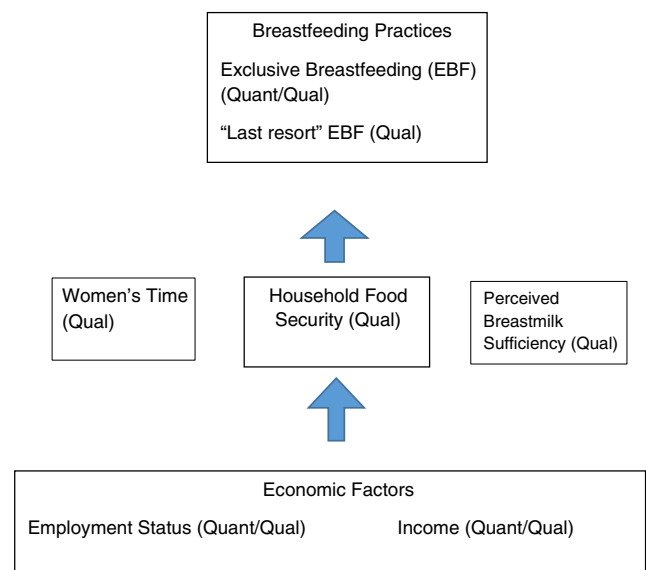 Breastfeeding Practices
Exclusive Breastfeeding (EBF)
(Quant/Qual)
“Last resort” EBF (Qual)
Women’s Time
(Qual)
Household Food
Security (Qual)
Perceived
Breastmilk
Sufficiency (Qual)
Economic Factors
Employment Status (Quant/Qual) Income (Quant/Qual)